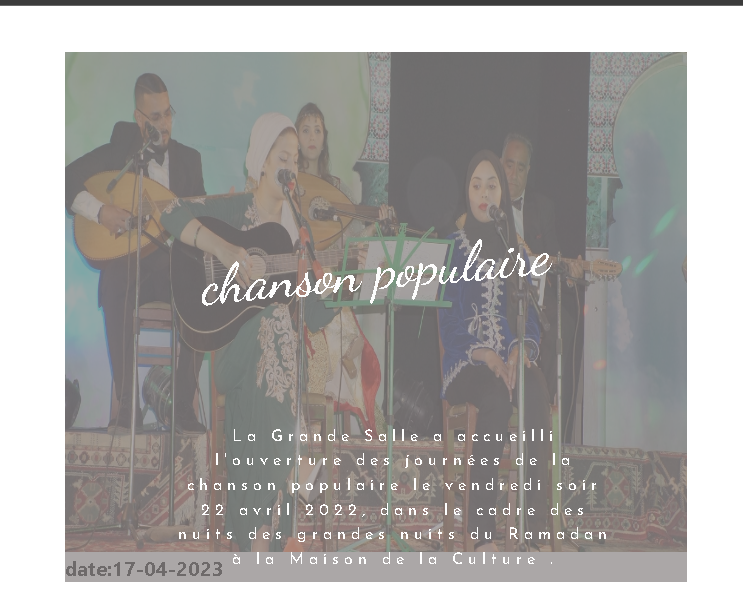 chanson populaire
La Grande Salle a accueilli
l'ouverture des journées de la
chanson populaire le vendredi soir
22 avril 2022, dans le cadre des
nuits des grandes nuits du Ramadan
à la Maison de la Culture .
date:17-04-2023